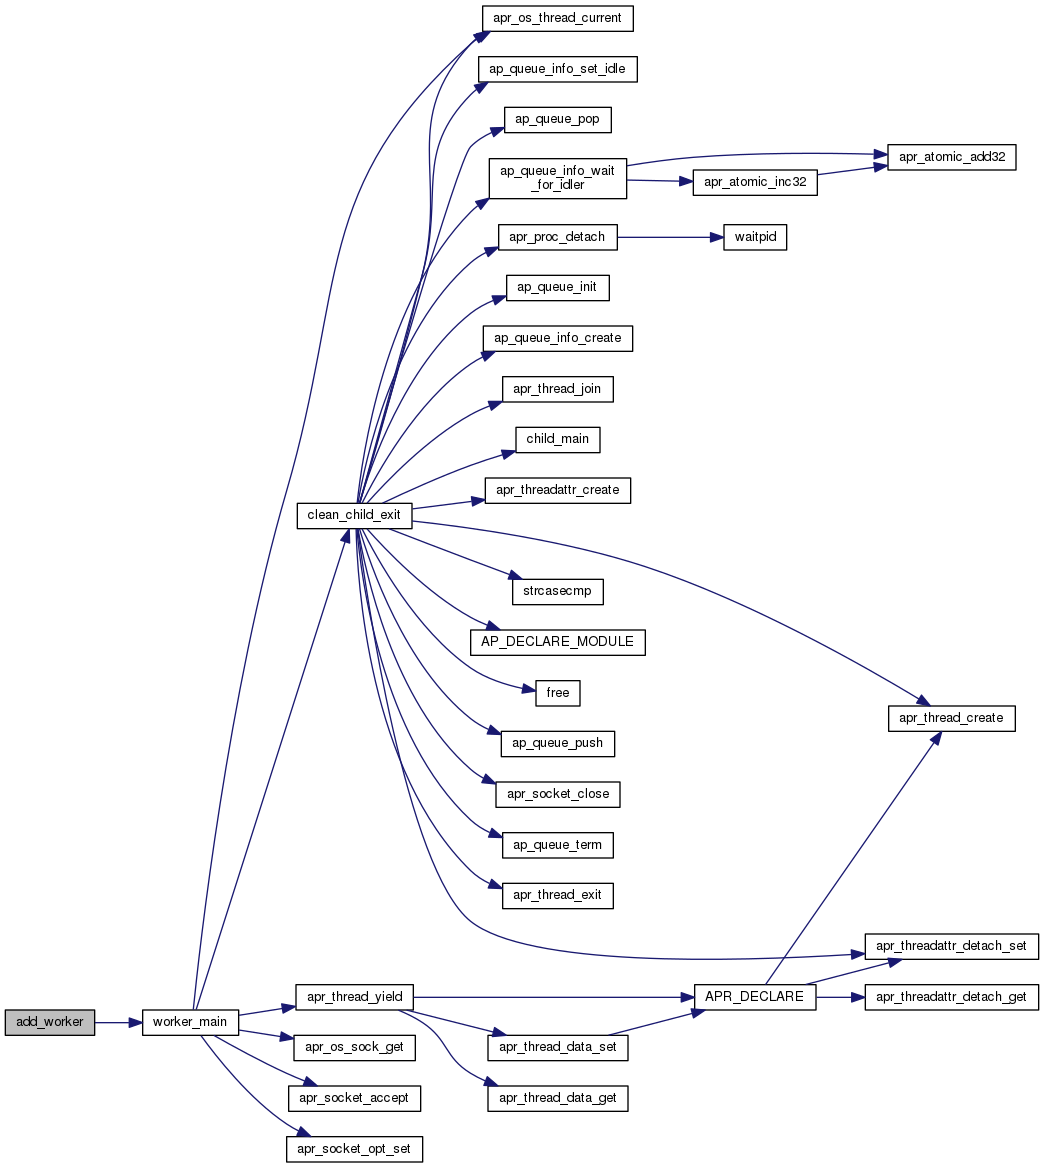 apr_os_thread_current
ap_queue_info_set_idle
ap_queue_pop
ap_queue_info_wait
_for_idler
apr_atomic_add32
apr_atomic_inc32
apr_proc_detach
waitpid
ap_queue_init
ap_queue_info_create
apr_thread_join
child_main
apr_threadattr_create
clean_child_exit
strcasecmp
AP_DECLARE_MODULE
free
apr_thread_create
ap_queue_push
apr_socket_close
ap_queue_term
apr_thread_exit
apr_threadattr_detach_set
apr_thread_yield
APR_DECLARE
apr_threadattr_detach_get
add_worker
worker_main
apr_os_sock_get
apr_thread_data_set
apr_socket_accept
apr_thread_data_get
apr_socket_opt_set